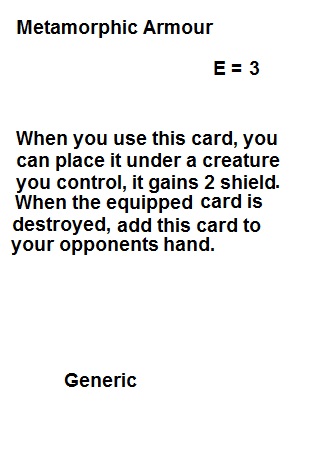 Metamorphic Armour
E = 3
When you use this card, you
can place it under a creature
you control, it gains 2 shield.
When the equipped card is
destroyed, add this card to
your opponents hand.
Generic